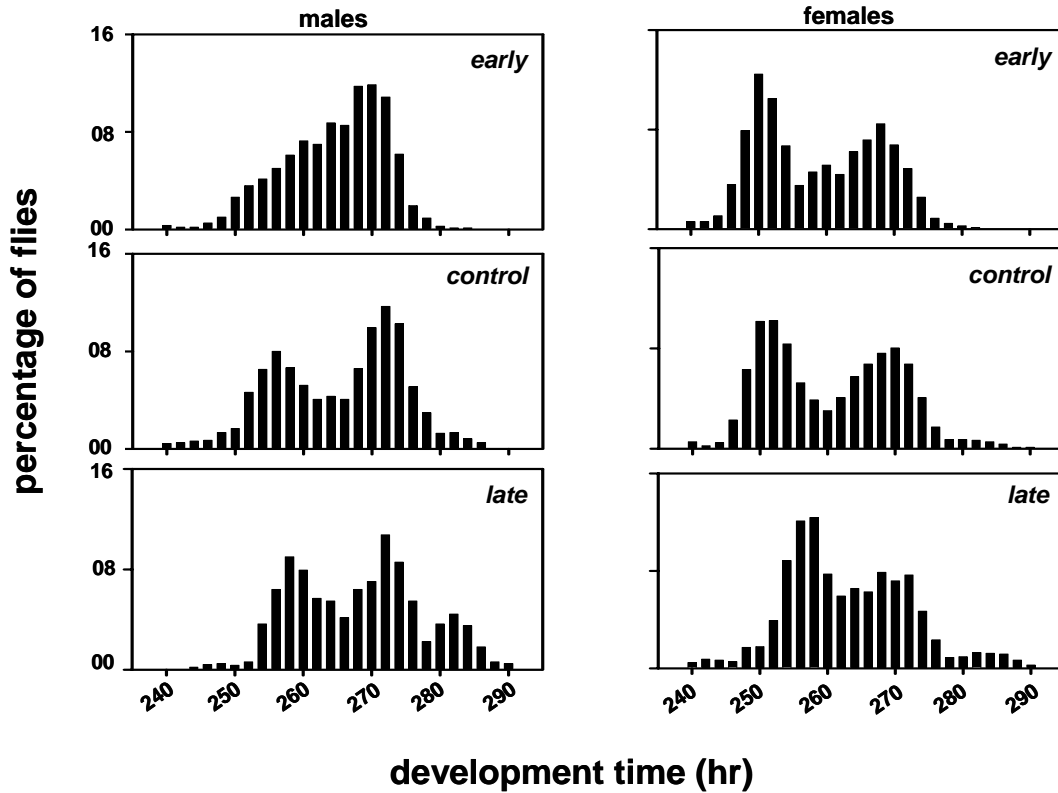 males
females
percentage of flies
16
08
00
early
early
16
08
00
control
control
16
08
00
late
late
240 250 260 270 280 290
240 250 260 270 280 290
development time (hr)